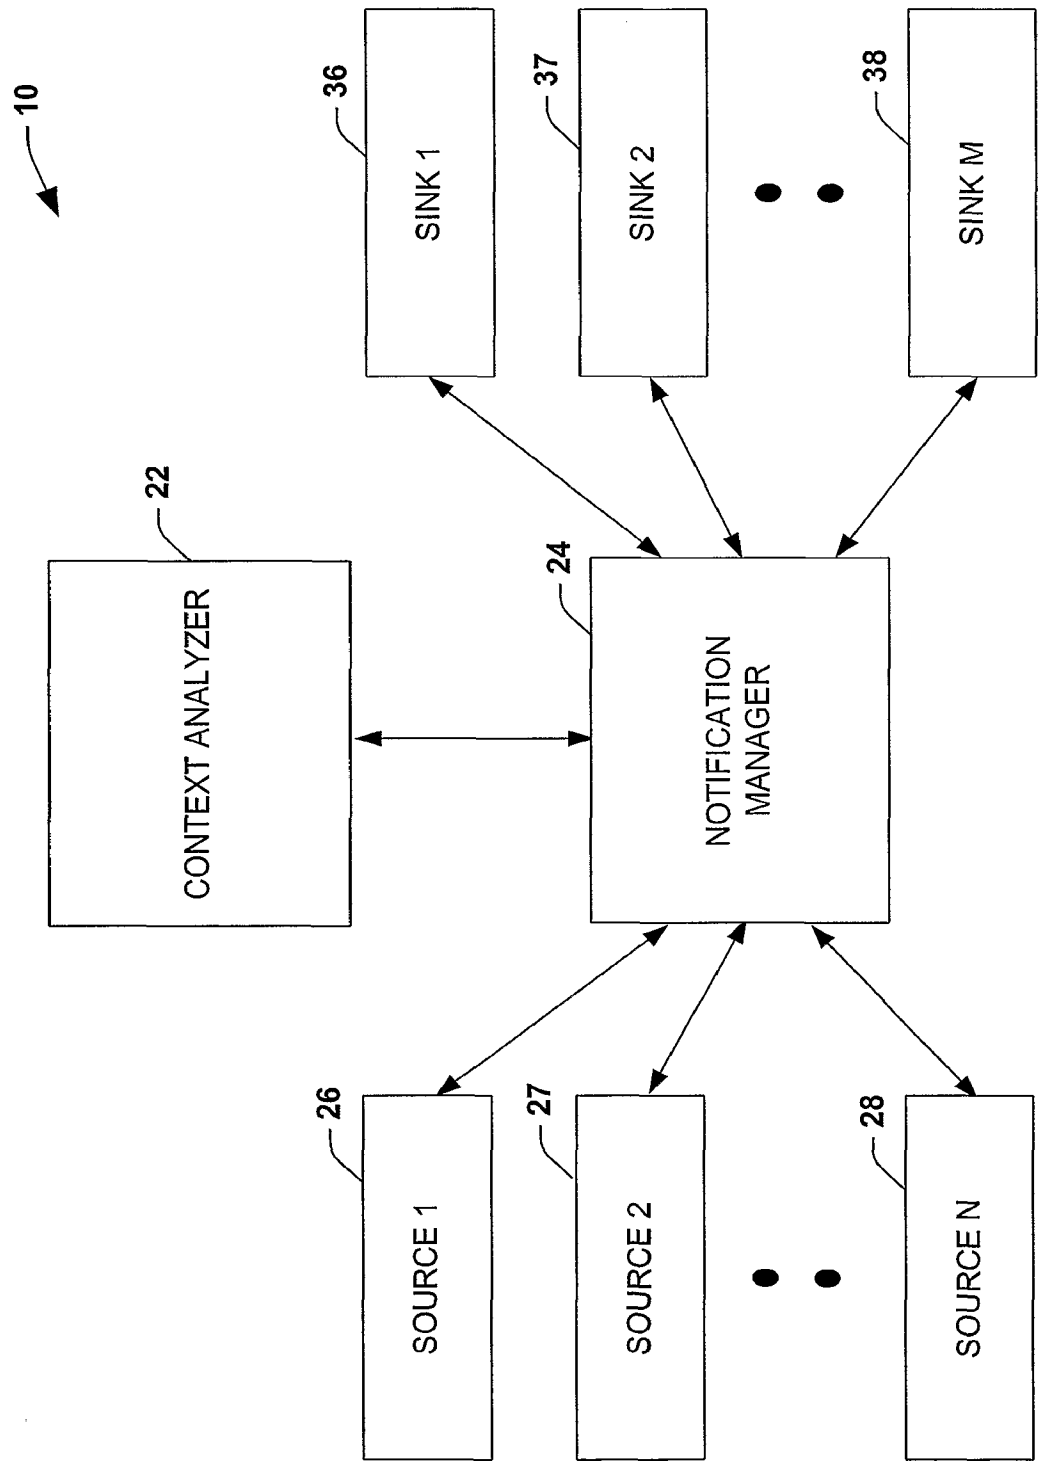 10
CONTEXT ANALYZER
22
SOURCE 1
26
SOURCE 2
27
SOURCE N
28
NOTIFICATION
MANAGER
24
SINK 1
36
SINK 2
37
SINK M
38